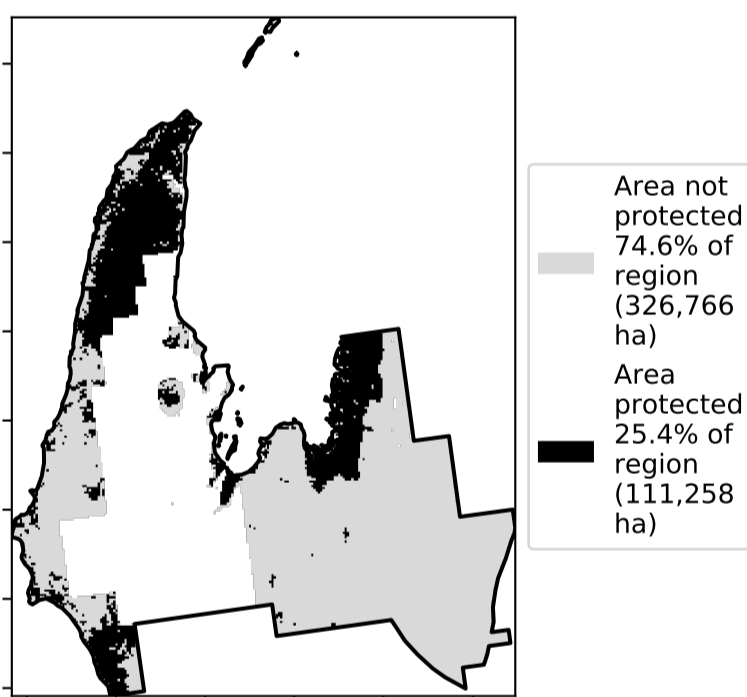 Area not
protected
74.6% of
region
(326,766
ha)
Area
protected
25.4% of
region
(111,258
ha)